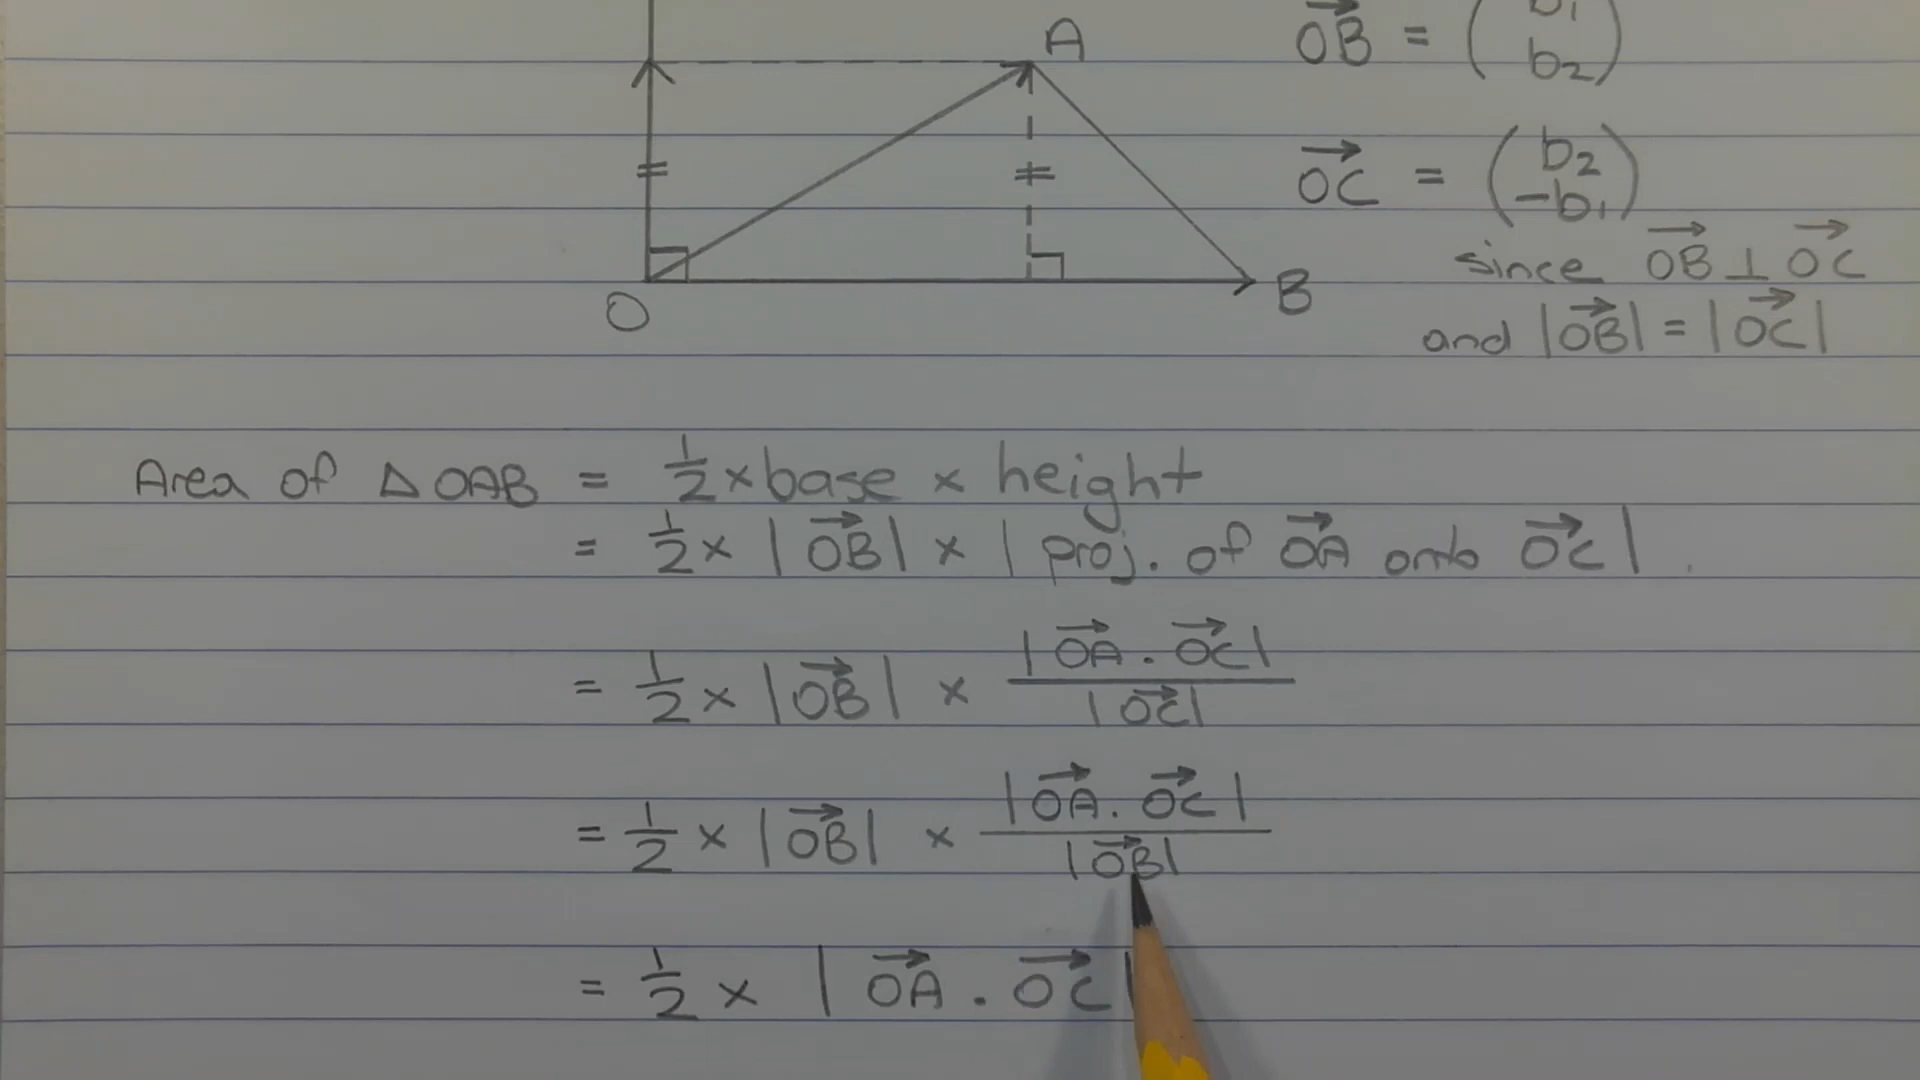 A
OB⃗ = (b₁
b₂)
OC⃗ = (b₂
-b₁)
since OB⃗ ⊥ OC⃗
and |OB⃗| = |OC⃗|
O
B
Area of △OAB = 1/2 × base × height
= 1/2 × |OB⃗| × | proj. of OA⃗ onto OC⃗ |
= 1/2 × |OB⃗| × |OA⃗ . OC⃗| / |OC⃗|
= 1/2 × |OB⃗| × |OA⃗ . OC⃗| / |OB⃗|
= 1/2 × | OA⃗ . OC⃗|